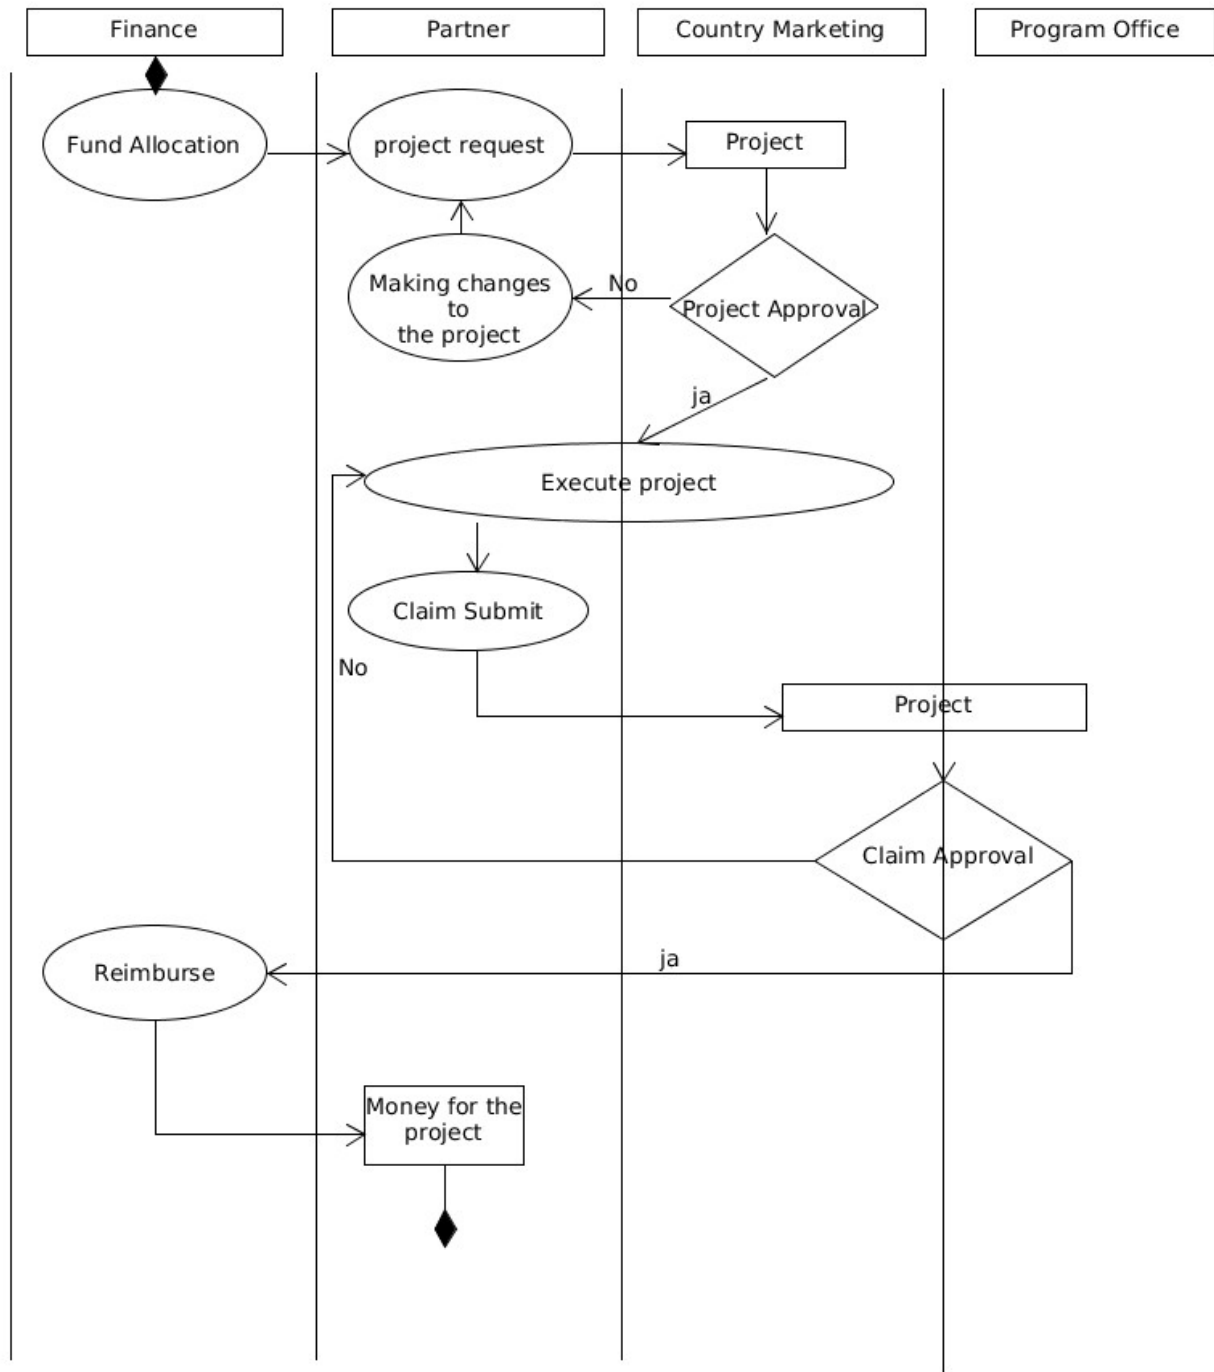 Finance
Partner
Country Marketing
Program Office
Fund Allocation
project request
Project
Making changes
to
the project
No
Project Approval
ja
Execute project
Claim Submit
No
Project
Claim Approval
Reimburse
ja
Money for the
project